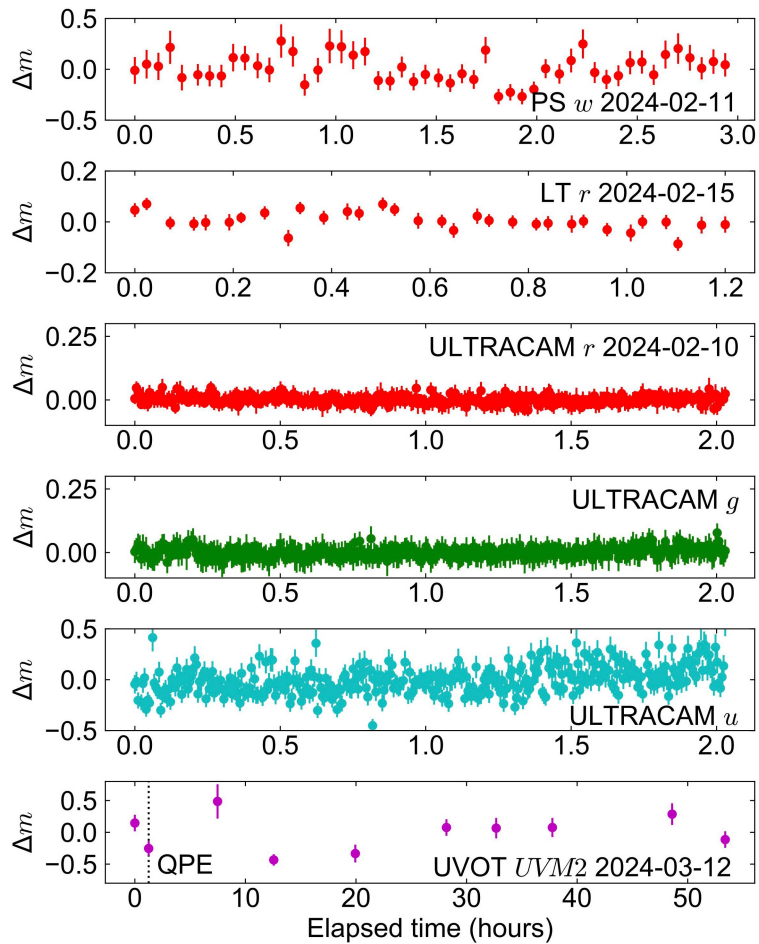 0.5
Δm
0.0
PS w 2024-02-11
−0.5
0.0 0.5 1.0 1.5 2.0 2.5 3.0
0.2
LT r 2024-02-15
Δm
0.0
−0.2
0.0 0.2 0.4 0.6 0.8 1.0 1.2
0.25
ULTRACAM r 2024-02-10
Δm
0.00
0.0 0.5 1.0 1.5 2.0
0.25
ULTRACAM g
Δm
0.00
0.0 0.5 1.0 1.5 2.0
0.5
Δm
0.0
ULTRACAM u
−0.5
0.0 0.5 1.0 1.5 2.0
0.5
Δm
0.0
−0.5
QPE
UVOT UVM2 2024-03-12
0 10 20 30 40 50
Elapsed time (hours)